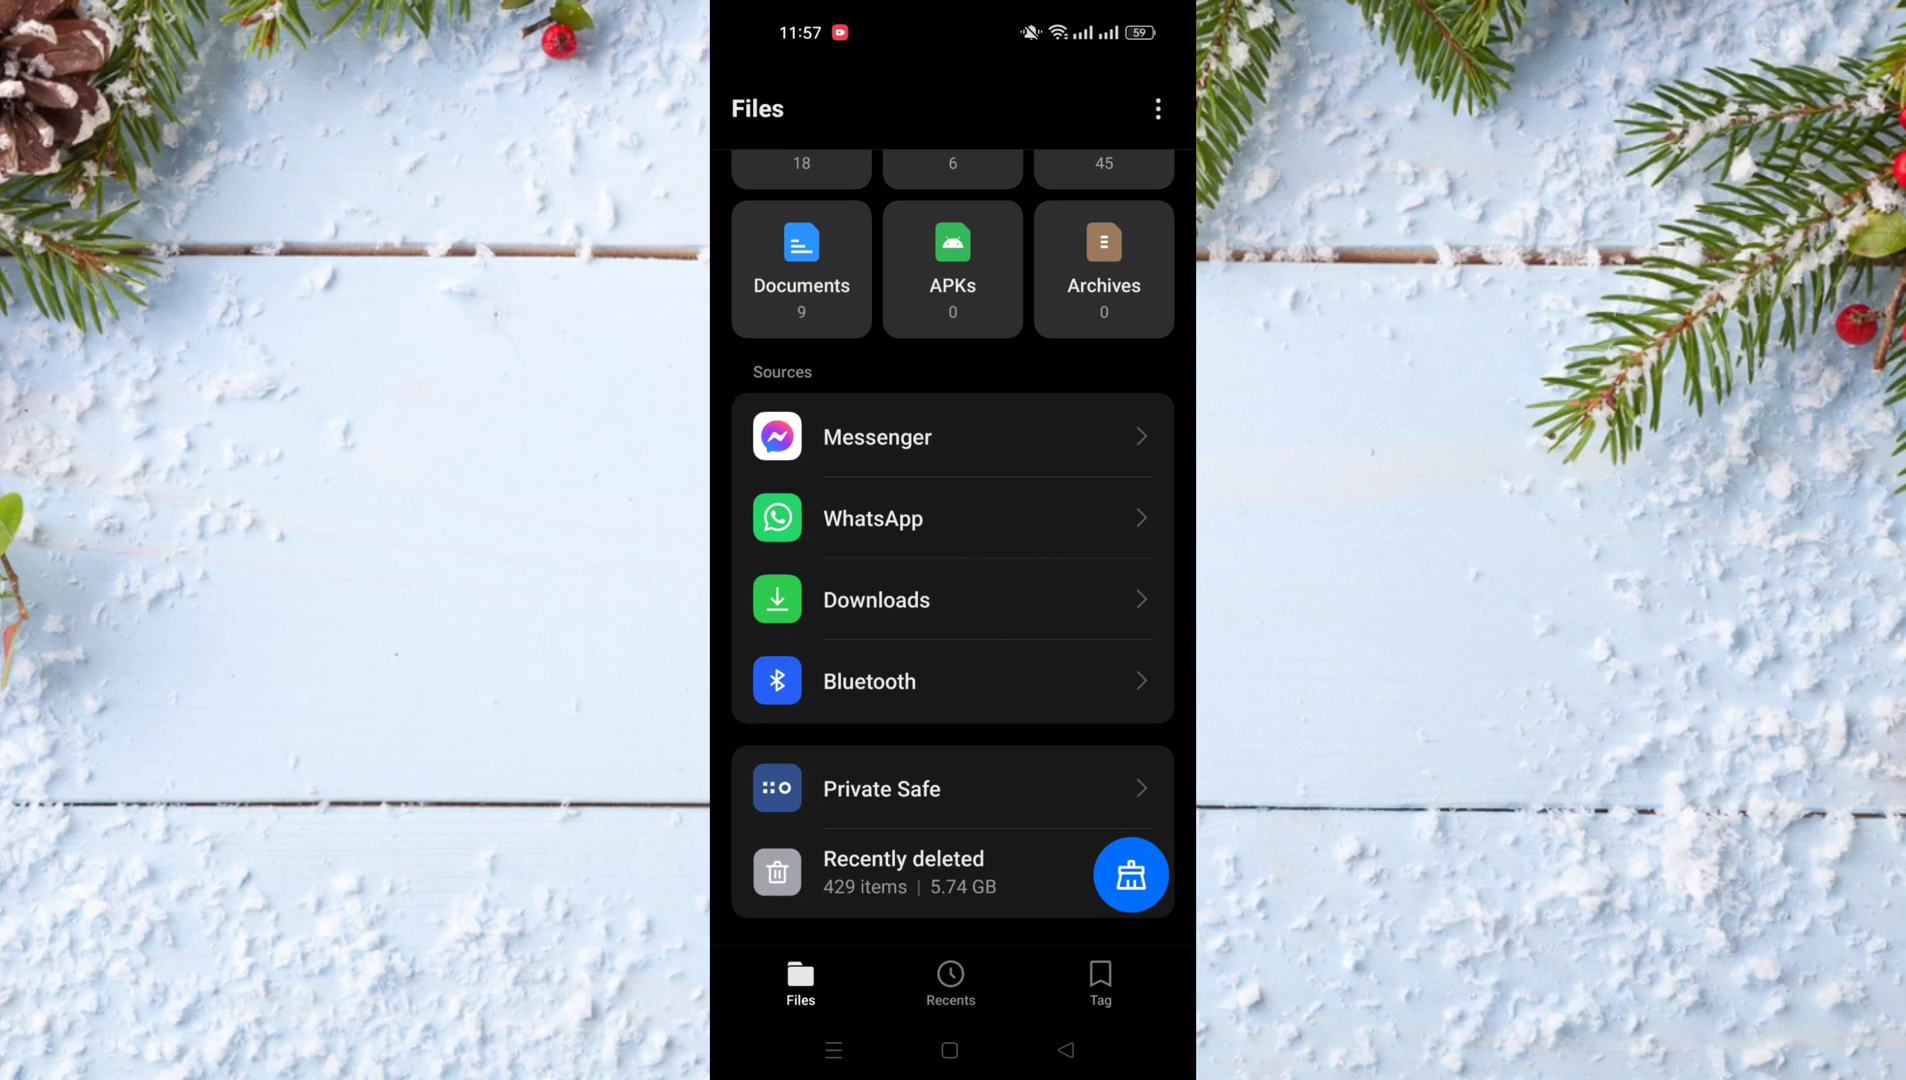 11:57
59
Files
18
6
45
Documents
APKs
Archives
9
0
0
Sources
Messenger
WhatsApp
Downloads
Bluetooth
Private Safe
Recently deleted
429 items | 5.74 GB
Files
Recents
Tag